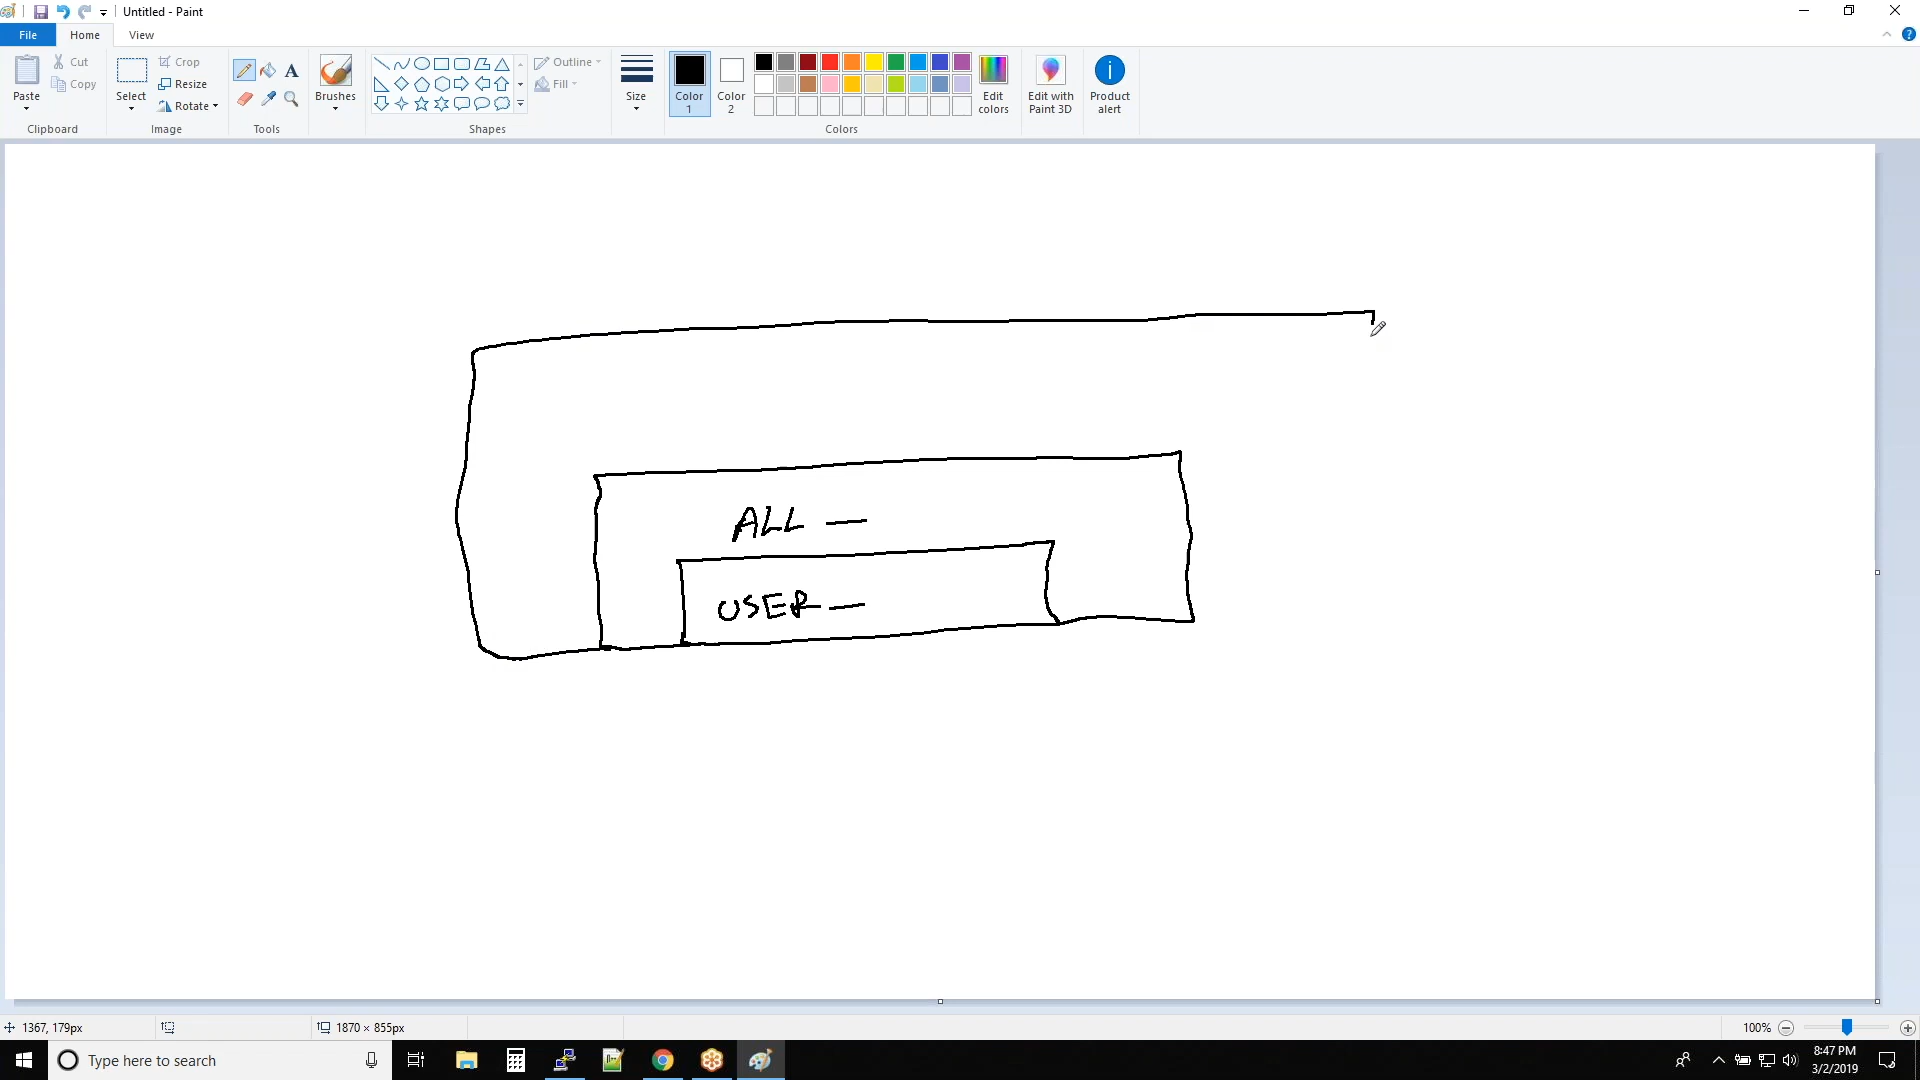 Untitled - Paint
File Home View
Paste
Cut
Copy
Clipboard
Select
Crop
Resize
Rotate
Image
A
Tools
Brushes
Outline
Fill
Shapes
Size
Color 1
Color 2
Edit colors
Colors
Edit with Paint 3D
Product alert
ALL —
USER —
1367, 179px
1870 × 855px
100%
Type here to search
8:47 PM
3/2/2019